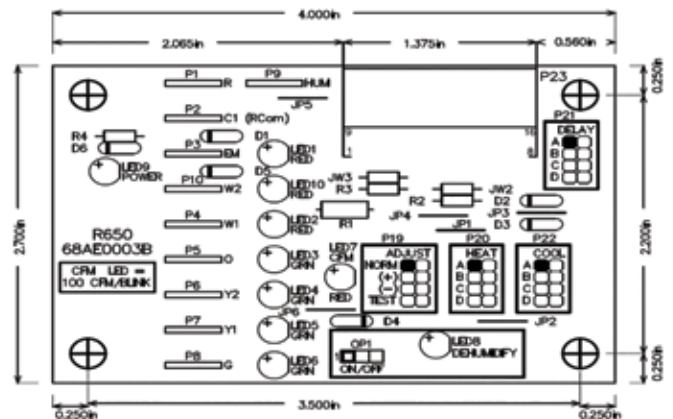 4.000in
2.065in
1.375in
0.560in
0.250in
P1
R
P9
HUM
P23
JP5
P2
C1 (RCom)
9
16
1
8
P21
DELAY
A
B
C
D
R4
D6
D1
LED1
RED
P3
EM
LED9
POWER
D5
P10
W2
LED10
RED
JW3
R3
R2
JW2
D2
JP3
D3
R1
JP4
JP1
P4
W1
LED2
RED
R650
68AE0003B
2.700in
2.200in
P5
O
LED3
GRN
LED7
CFM
RED
P19
ADJUST
NORM
(+)
(-)
TEST
P20
HEAT
A
B
C
D
P22
COOL
A
B
C
D
CFM LED =
100 CFM/BLINK
P6
Y2
LED4
GRN
JP6
P7
Y1
LED5
GRN
D4
JP2
P8
G
LED6
GRN
OP1
1
ON/OFF
LED8
DEHUMIDIFY
0.250in
0.250in
3.500in
0.250in